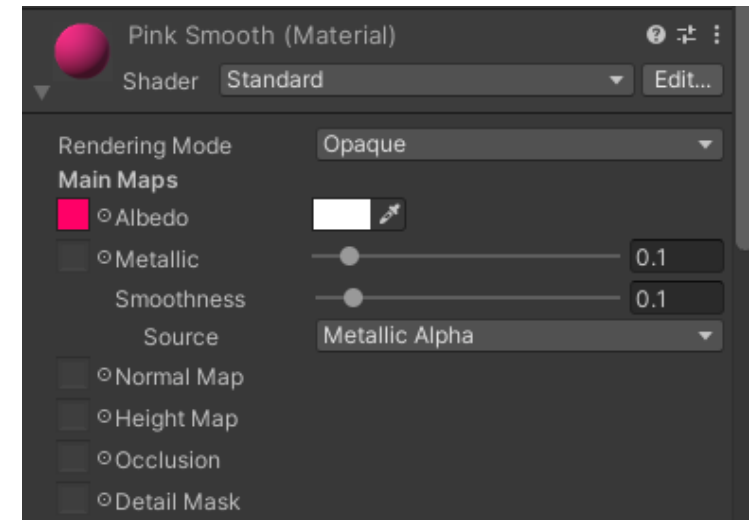 Pink Smooth (Material)
Shader Standard Edit...
Rendering Mode Opaque
Main Maps
Albedo
Metallic 0.1
Smoothness 0.1
Source Metallic Alpha
Normal Map
Height Map
Occlusion
Detail Mask